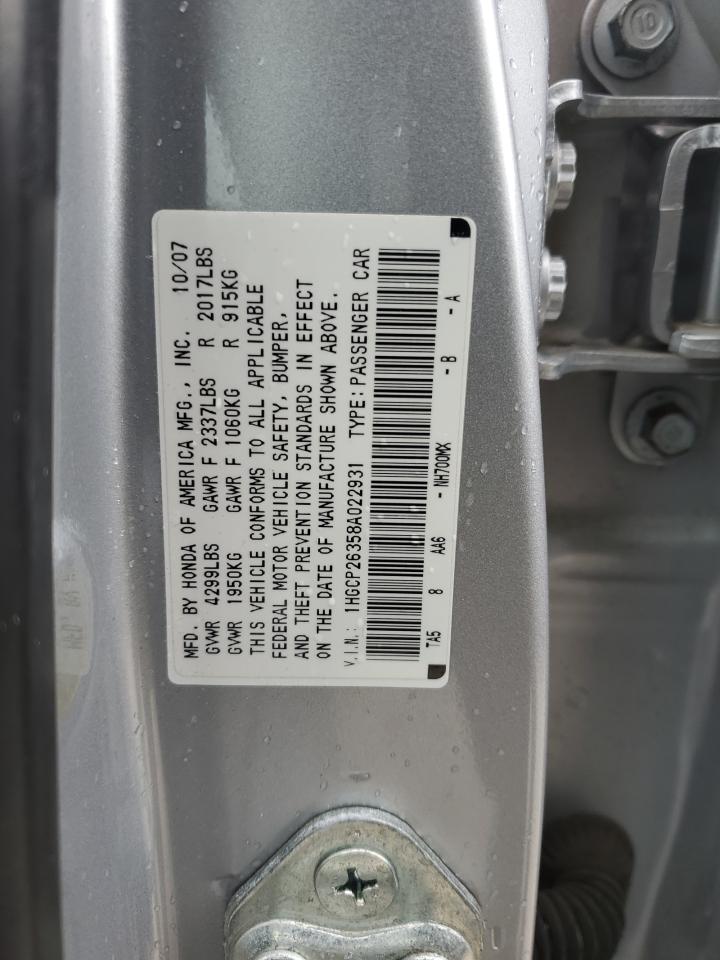 MFD. BY HONDA OF AMERICA MFG., INC. 10/07
GVWR 4299LBS GAWR F 2337LBS R 2017LBS
GVWR 1950KG GAWR F 1060KG R 915KG
THIS VEHICLE CONFORMS TO ALL APPLICABLE
FEDERAL MOTOR VEHICLE SAFETY, BUMPER,
AND THEFT PREVENTION STANDARDS IN EFFECT
ON THE DATE OF MANUFACTURE SHOWN ABOVE.
V.I.N.: 1HGCP26358A022931 TYPE: PASSENGER CAR
TA5 8 AA6 - NH700MX - B - A
10